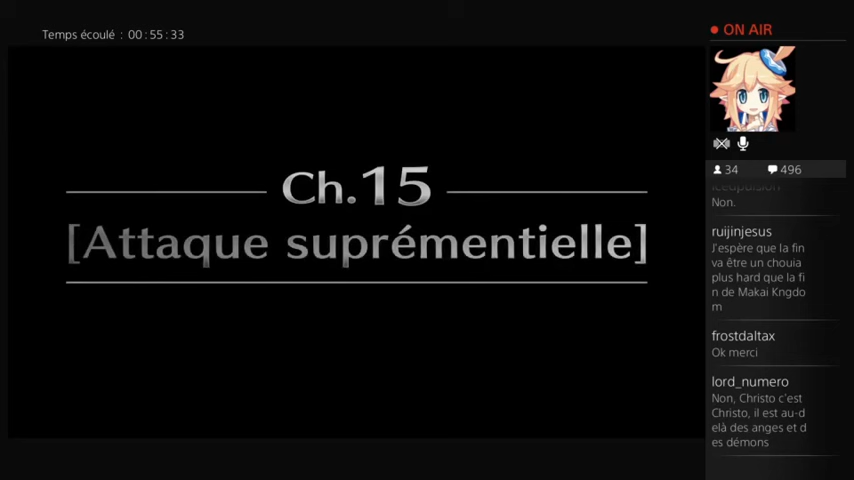 Temps écoulé : 00:55:33
ON AIR
34 496
Ch.15
[Attaque suprémentielle]
Non.
ruijinjesus
J'espère que la fin
va être un chouia
plus hard que la fi
n de Makai Kngdo
m
frostdaltax
Ok merci
lord_numero
Non, Christo c'est
Christo, il est au-d
elà des anges et d
es démons